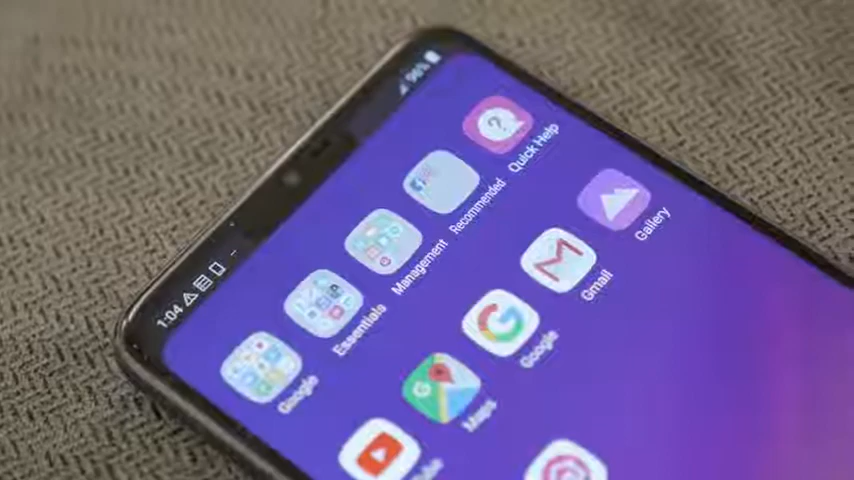 1:04
96%
Google
Essentials
Management
Recommended
Quick Help
Maps
Google
Gmail
Gallery